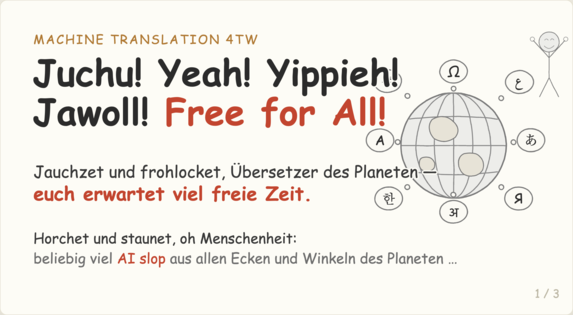 MACHINE TRANSLATION 4TW
Juchu! Yeah! Yippieh!
Jawoll! Free for All!
Jauchzet und frohlocket, Übersetzer des Planeten —
euch erwartet viel freie Zeit.
Horchet und staunet, oh Menschenheit:
beliebig viel AI slop aus allen Ecken und Winkeln des Planeten ...
Ω
ع
A
あ
한
अ
Я
1 / 3